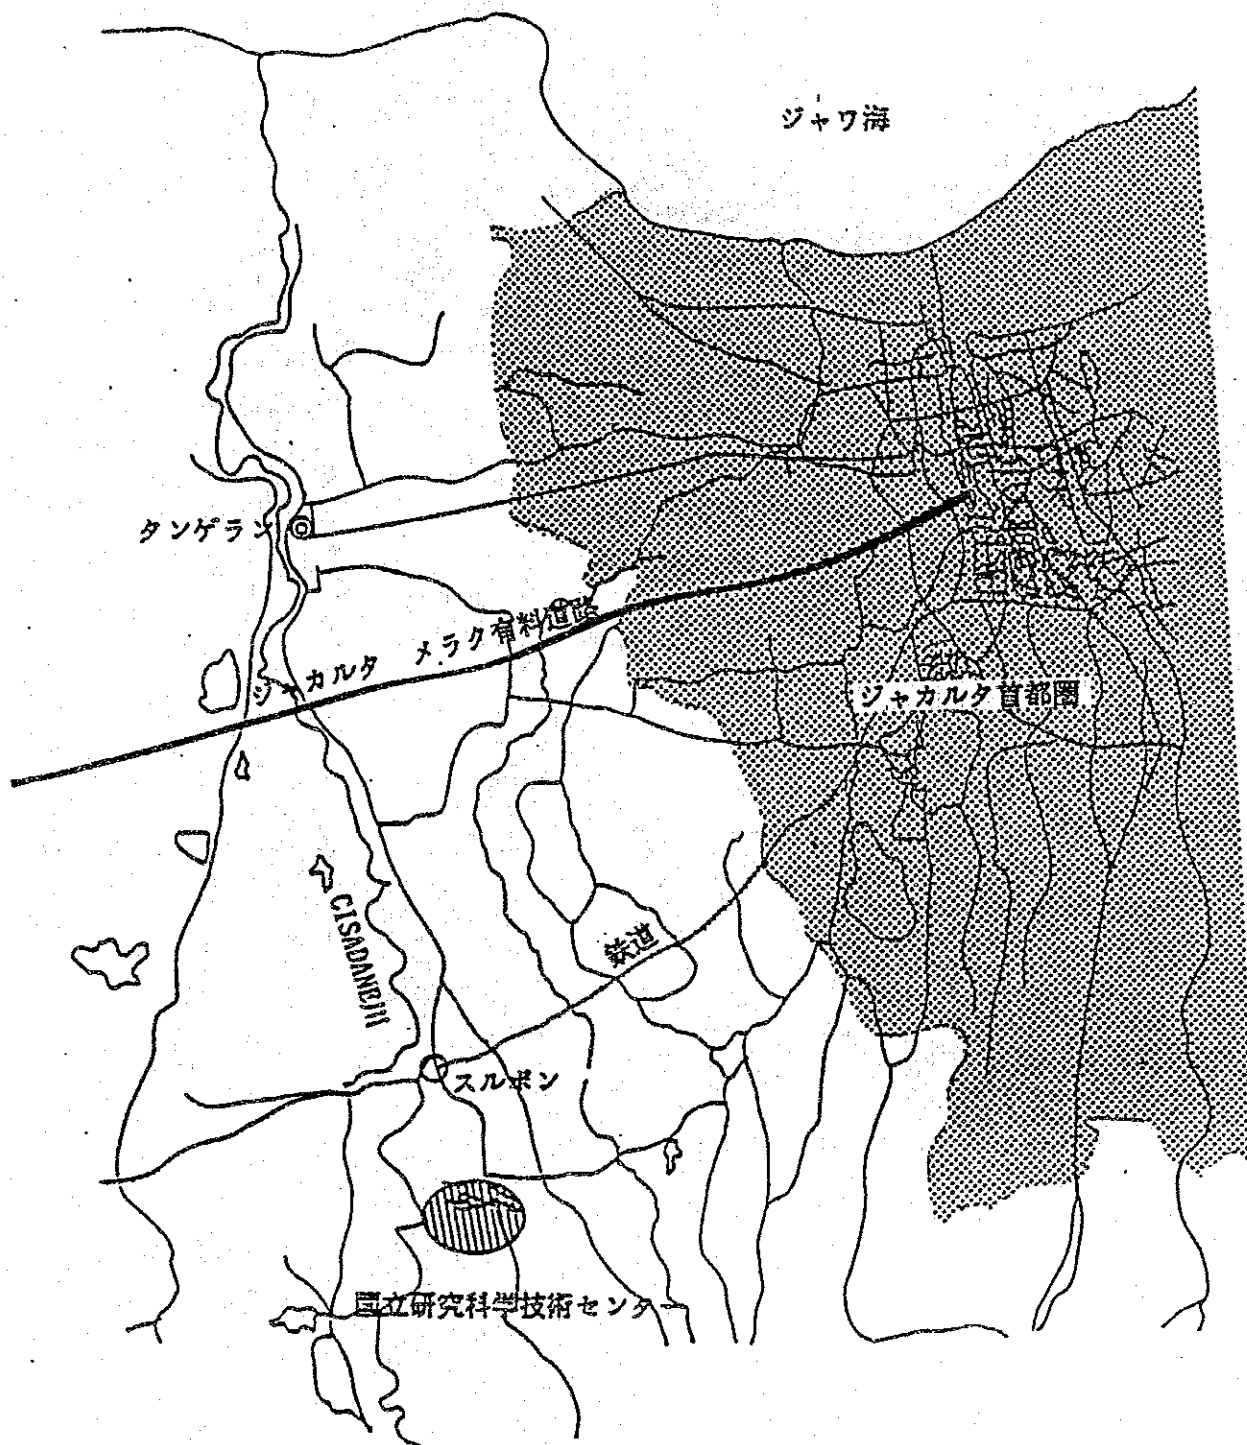 ジャワ海
タンゲラン
ジャカルタ メラク有料道路
ジャカルタ首都圏
CISADANE川
鉄道
スルポン
国立研究科学技術センター